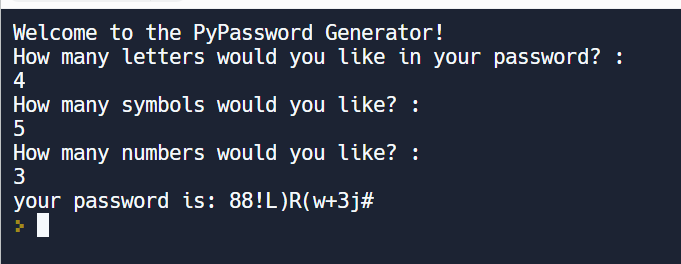 Welcome to the PyPassword Generator!
How many letters would you like in your password? :
4
How many symbols would you like? :
5
How many numbers would you like? :
3
your password is: 88!L)R(w+3j#
>